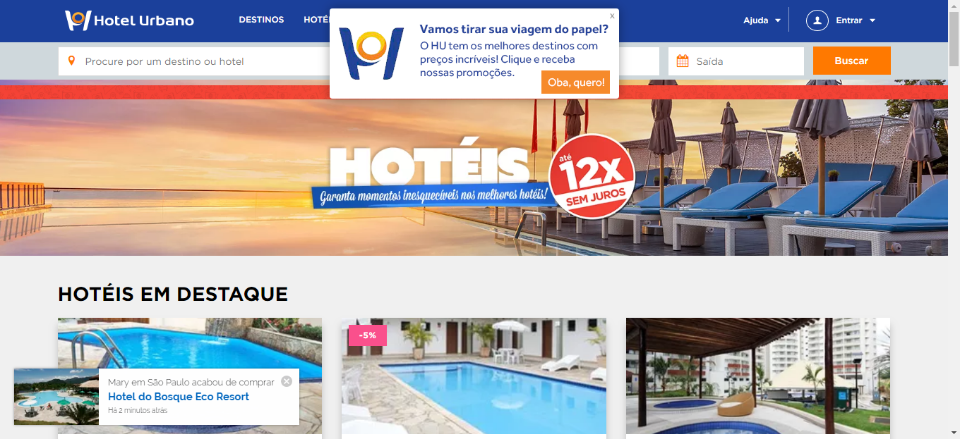 Hotel Urbano
DESTINOS
Vamos tirar sua viagem do papel?
O HU tem os melhores destinos com
preços incríveis! Clique e receba
nossas promoções.
Oba, quero!
x
Ajuda
Entrar
Procure por um destino ou hotel
Saída
Buscar
HOTÉIS
Garanta momentos inesquecíveis nos melhores hotéis!
até
12x
SEM JUROS
HOTÉIS EM DESTAQUE
-5%
Mary em São Paulo acabou de comprar
Hotel do Bosque Eco Resort
Há 2 minutos atrás